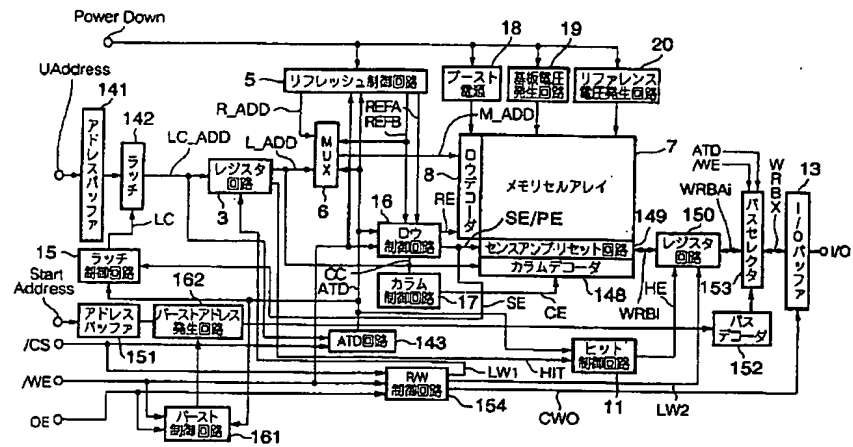 Power Down
18
19
20
UAddress
141
5
リフレッシュ制御回路
ブースト
電源
基板電圧
発生回路
リファレンス
電圧発生回路
142
R_ADD
REFA
REFB
M_ADD
アドレスバッファ
ラッチ
LC_ADD
L_ADD
MUX
7
ATD
/WE
レジスタ
回路
3
6
8
ロウデコーダ
メモリセルアレイ
13
LC
16
RE
SE/PE
149
WRBAi
150
バスセレクタ
WRBX
I/Oバッファ
I/O
15
ラッチ
制御回路
ロウ
制御回路
センスアンプ/リセット回路
レジスタ
回路
Start
Address
162
CC
ATD
カラム
制御回路
17
カラムデコーダ
148
WRBi
HE
153
SE
CE
アドレス
バッファ
151
バーストアドレス
発生回路
ATD回路
143
バス
デコーダ
152
/CS
ヒット
制御回路
11
/WE
R/W
制御回路
154
LW1
HIT
LW2
CWO
OE
バースト
制御回路
161